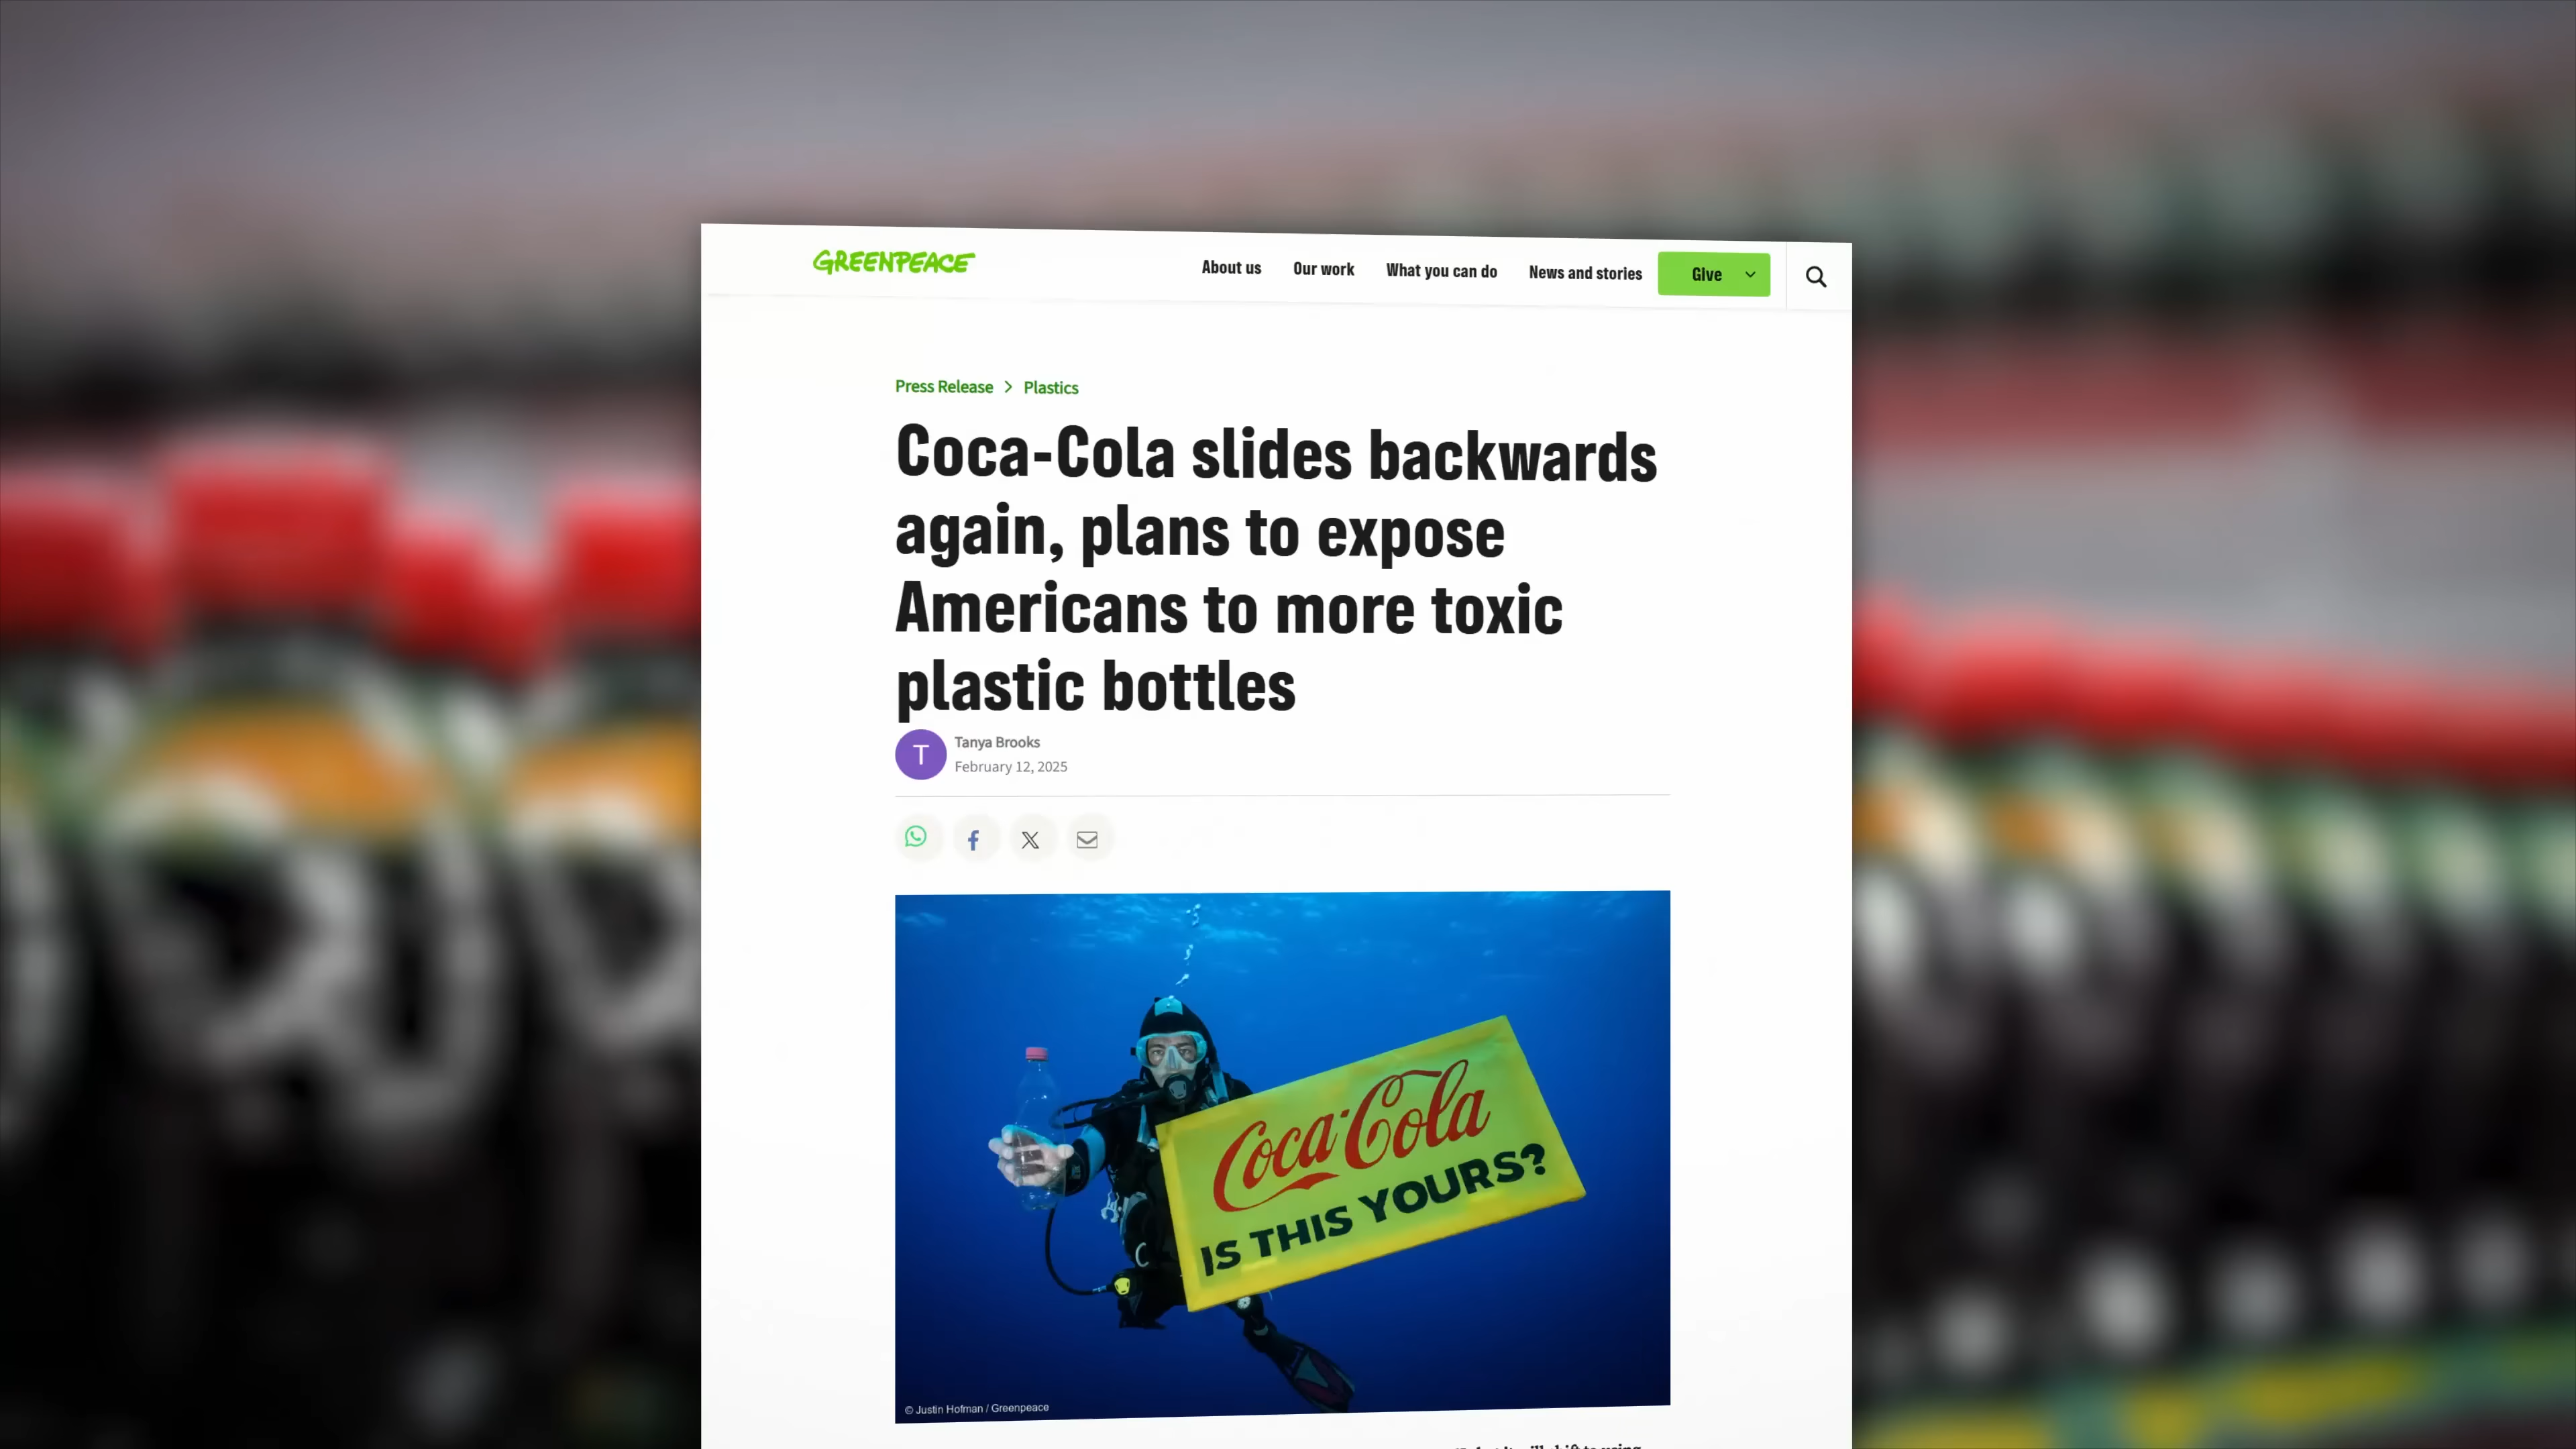 GREENPEACE
About us Our work What you can do News and stories Give
Press Release > Plastics
Coca-Cola slides backwards
again, plans to expose
Americans to more toxic
plastic bottles
T
Tanya Brooks
February 12, 2025
Coca-Cola
IS THIS YOURS?
© Justin Hofman / Greenpeace